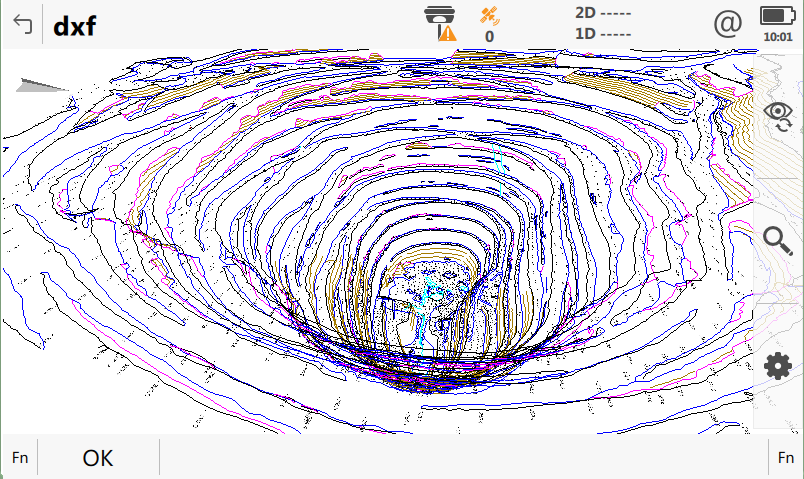 dxf
0
2D -----
1D -----
@
10:01
Fn
OK
Fn